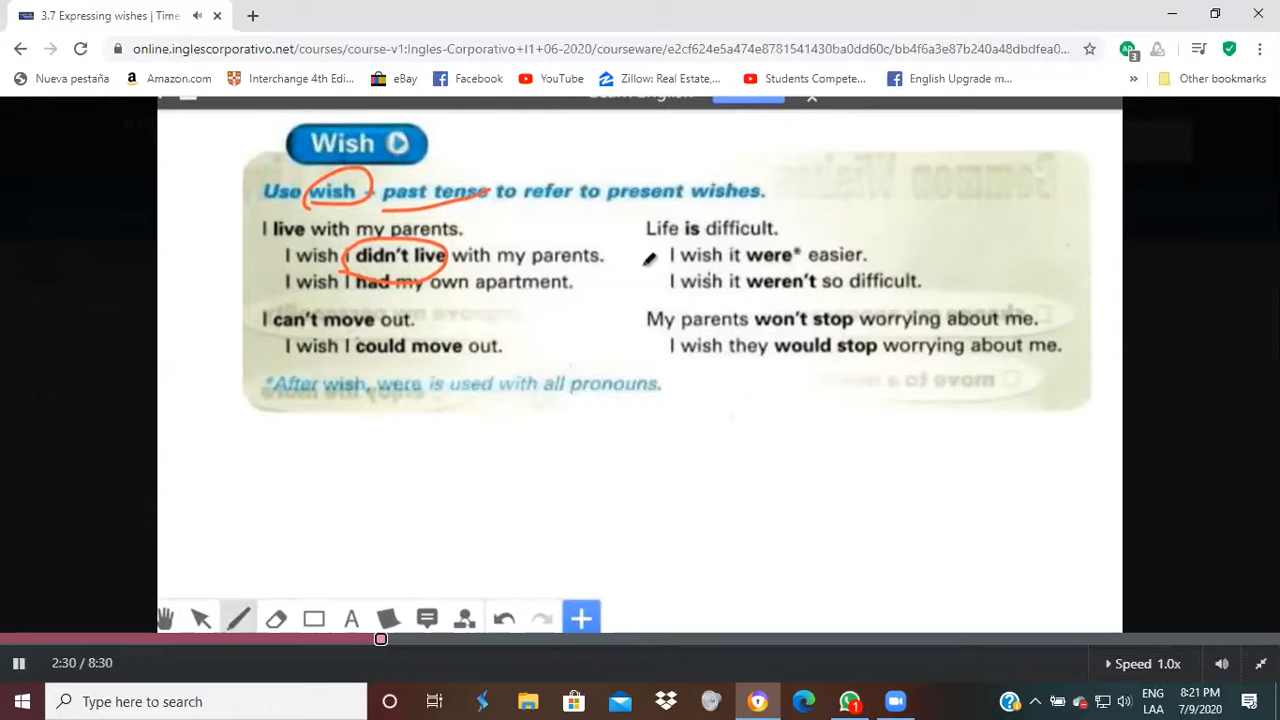 3.7 Expressing wishes | Time
online.inglescorporativo.net/courses/course-v1:Ingles-Corporativo+I1+06-2020/courseware/e2cf624e5a474e8781541430ba0dd60c/bb4f6a3e87b240a48dbdfea0...
3
Nueva pestaña
Amazon.com
Interchange 4th Edi...
eBay
Facebook
YouTube
Zillow: Real Estate,...
Students Compete...
English Upgrade m...
»
Other bookmarks
Wish
Use wish + past tense to refer to present wishes.
I live with my parents.
I wish I didn't live with my parents.
I wish I had my own apartment.
I can't move out.
I wish I could move out.
Life is difficult.
I wish it were* easier.
I wish it weren't so difficult.
My parents won't stop worrying about me.
I wish they would stop worrying about me.
*After wish, were is used with all pronouns.
A
2:30 / 8:30
Speed 1.0x
Type here to search
1
ENG
LAA
8:21 PM
7/9/2020